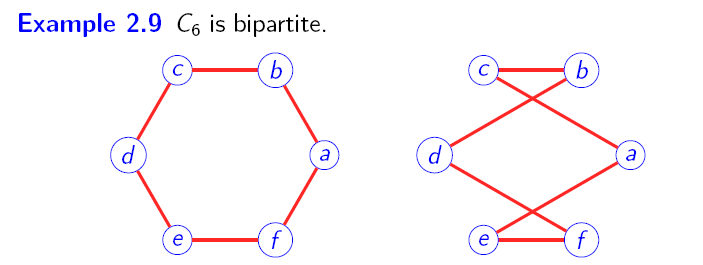 Example 2.9 C₆ is bipartite.
c b c b
d a d a
e f e f